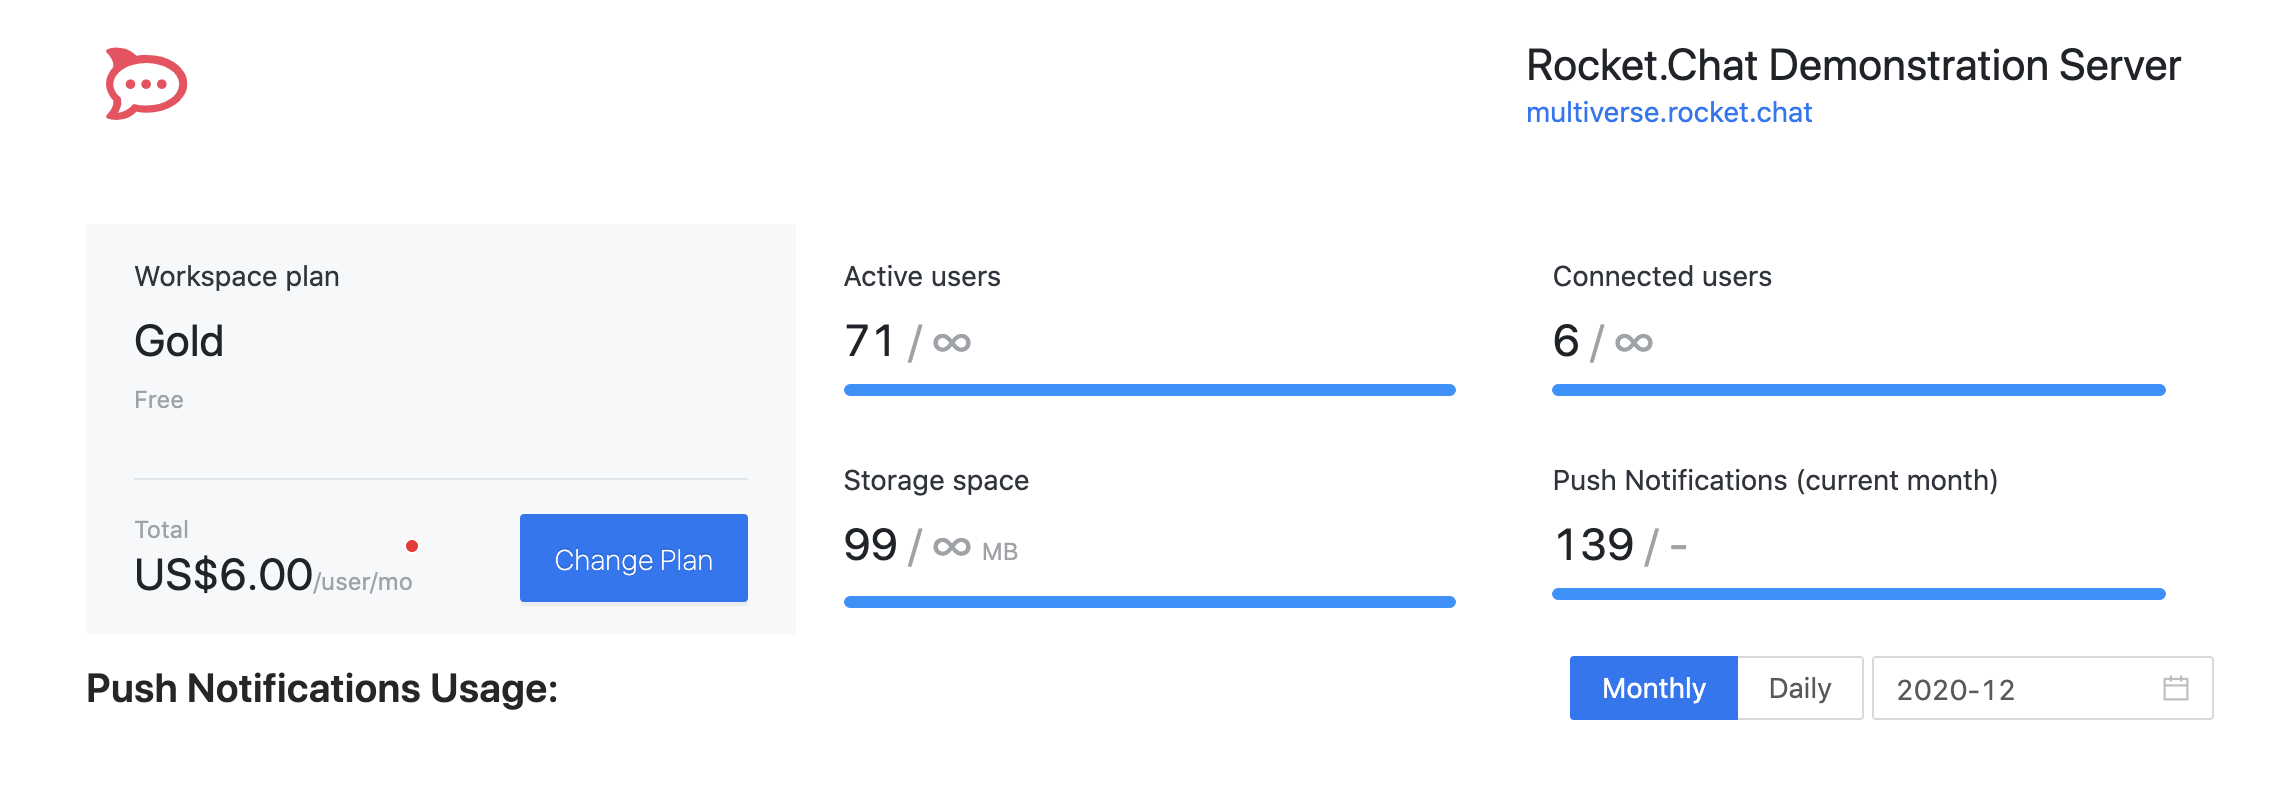 Rocket.Chat Demonstration Server
multiverse.rocket.chat
Workspace plan
Gold
Free
Total
US$6.00/user/mo
Change Plan
Active users
71 / ∞
Connected users
6 / ∞
Storage space
99 / ∞ MB
Push Notifications (current month)
139 / -
Push Notifications Usage:
Monthly
Daily
2020-12